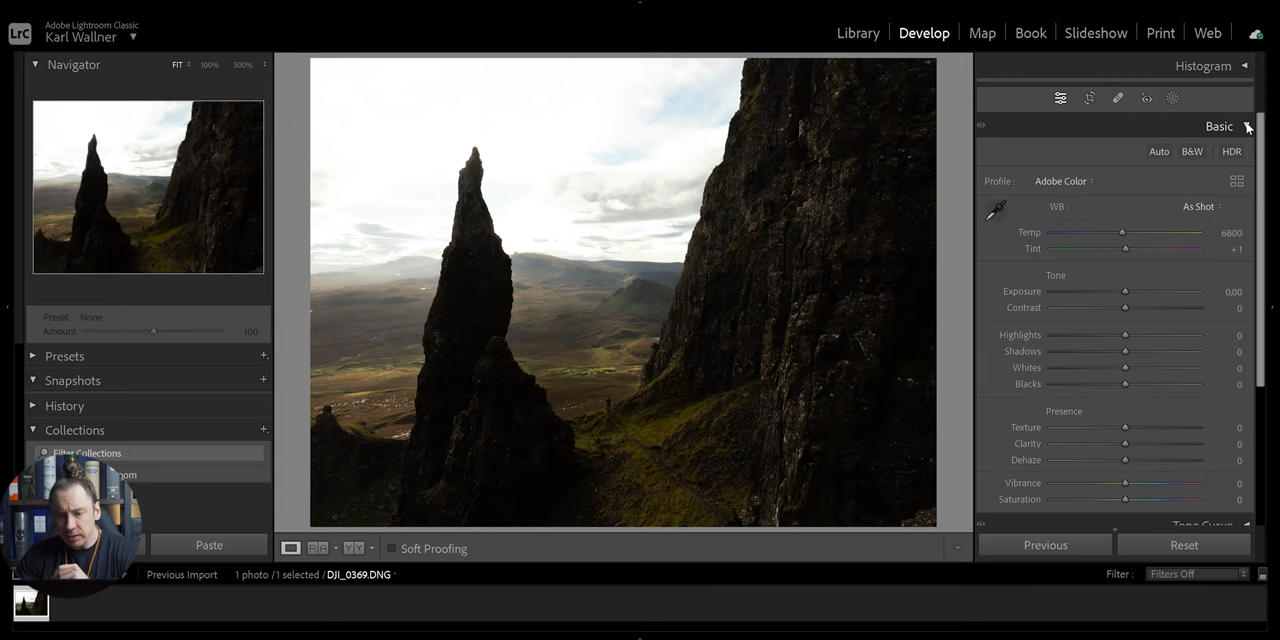 LrC
Adobe Lightroom Classic
Karl Wallner
Library
Develop
Map
Book
Slideshow
Print
Web
Navigator
FIT
100%
300%
Histogram
Basic
Auto
B&W
HDR
Profile :
Adobe Color
WB :
As Shot
Temp
6800
Tint
+1
Tone
Exposure
0,00
Contrast
0
Highlights
0
Shadows
0
Whites
0
Blacks
0
Presence
Texture
0
Clarity
0
Dehaze
0
Vibrance
0
Saturation
0
Tone Curve
Preset : None
Amount
100
Presets
Snapshots
History
Collections
Filter Collections
oom
Paste
Soft Proofing
Previous
Reset
Previous Import
1 photo / 1 selected / DJI_0369.DNG
Filter :
Filters Off